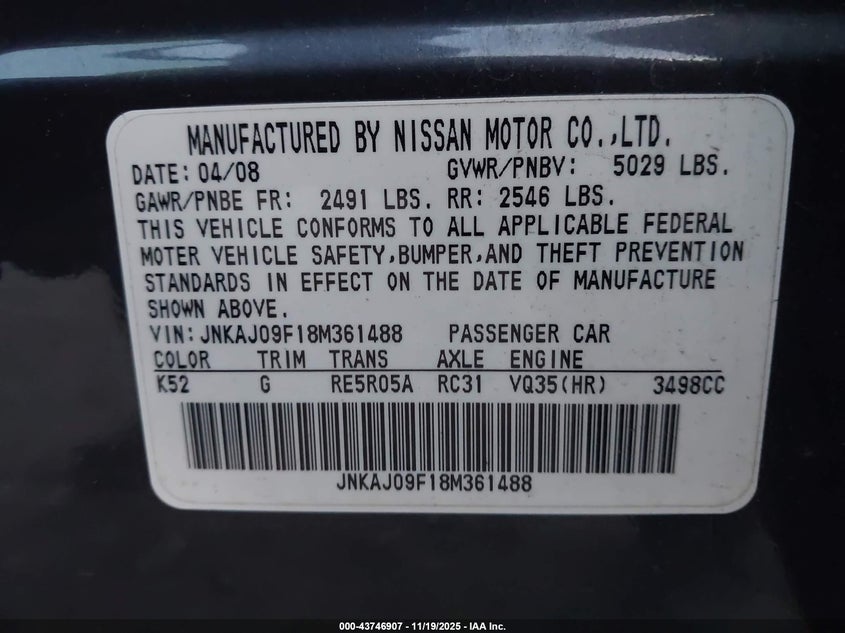 MANUFACTURED BY NISSAN MOTOR CO.,LTD.
DATE: 04/08 GVWR/PNBV: 5029 LBS.
GAWR/PNBE FR: 2491 LBS. RR: 2546 LBS.
THIS VEHICLE CONFORMS TO ALL APPLICABLE FEDERAL
MOTER VEHICLE SAFETY,BUMPER,AND THEFT PREVENTION
STANDARDS IN EFFECT ON THE DATE OF MANUFACTURE
SHOWN ABOVE.
VIN:JNKAJ09F18M361488 PASSENGER CAR
COLOR TRIM TRANS AXLE ENGINE
K52 G RE5R05A RC31 VQ35(HR) 3498CC
JNKAJ09F18M361488
000-43746907 - 11/19/2025 - IAA Inc.